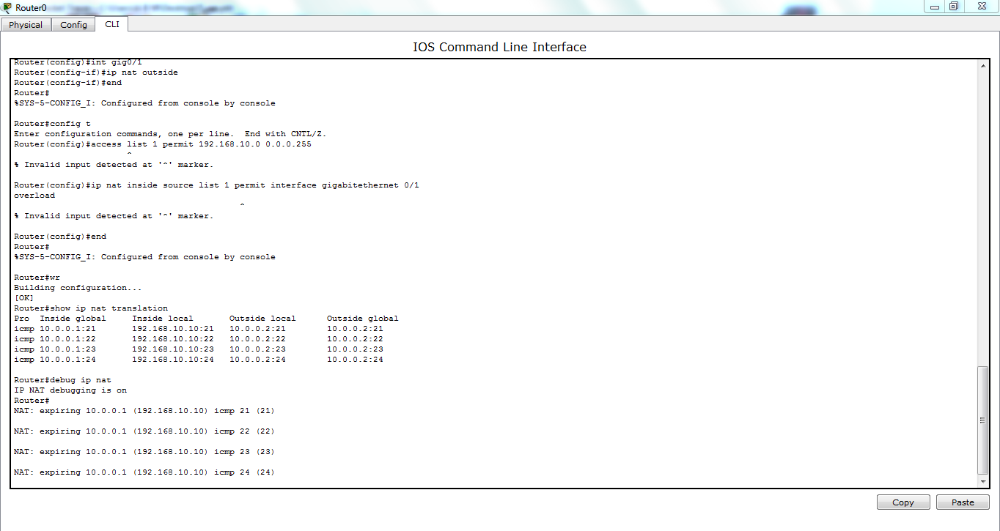 Router0
Physical Config CLI
IOS Command Line Interface
Router(config)#int gig0/1
Router(config-if)#ip nat outside
Router(config-if)#end
Router#
%SYS-5-CONFIG_I: Configured from console by console
Router#config t
Enter configuration commands, one per line.  End with CNTL/Z.
Router(config)#access list 1 permit 192.168.10.0 0.0.0.255
^
% Invalid input detected at '^' marker.
Router(config)#ip nat inside source list 1 permit interface gigabitethernet 0/1
overload
^
% Invalid input detected at '^' marker.
Router(config)#end
Router#
%SYS-5-CONFIG_I: Configured from console by console
Router#wr
Building configuration...
[OK]
Router#show ip nat translation
Pro  Inside global     Inside local       Outside local      Outside global
icmp 10.0.0.1:21       192.168.10.10:21   10.0.0.2:21        10.0.0.2:21
icmp 10.0.0.1:22       192.168.10.10:22   10.0.0.2:22        10.0.0.2:22
icmp 10.0.0.1:23       192.168.10.10:23   10.0.0.2:23        10.0.0.2:23
icmp 10.0.0.1:24       192.168.10.10:24   10.0.0.2:24        10.0.0.2:24
Router#debug ip nat
IP NAT debugging is on
Router#
NAT: expiring 10.0.0.1 (192.168.10.10) icmp 21 (21)
NAT: expiring 10.0.0.1 (192.168.10.10) icmp 22 (22)
NAT: expiring 10.0.0.1 (192.168.10.10) icmp 23 (23)
NAT: expiring 10.0.0.1 (192.168.10.10) icmp 24 (24)
Copy Paste